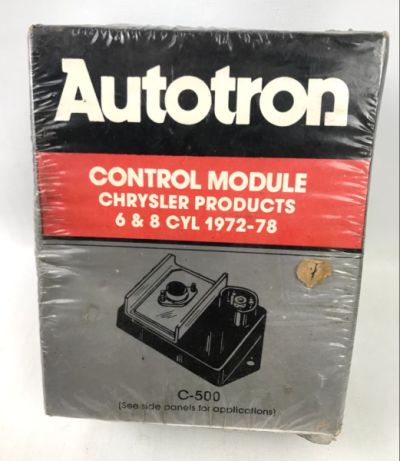 Autotron
CONTROL MODULE
CHRYSLER PRODUCTS
6 & 8 CYL 1972-78
C-500
(See side panels for applications)